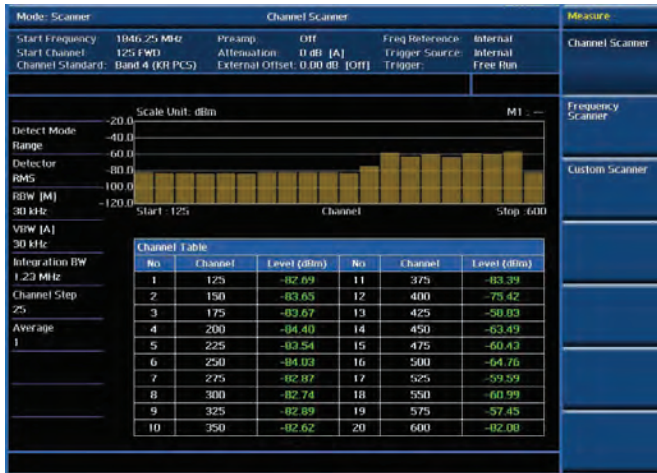 Mode: Scanner Channel Scanner Measure
Start Frequency 1846.25 MHz Preamp Off Freq Reference Internal
Start Channel 125 FWD Attenuation: 0 dB [A] Trigger Source: Internal
Channel Standard: Band 4 (KR PCS) External Offset: 0.00 dB [Off] Trigger: Free Run
Channel Scanner
Frequency Scanner
Custom Scanner
Detect Mode
Range
Detector
RMS
RBW [M]
30 kHz
VBW [A]
30 kHz
Integration BW
1.23 MHz
Channel Step
25
Average
1
Scale Unit: dBm M1 : --
-20.0
-40.0
-60.0
-80.0
-100.0
-120.0
Start : 125 Channel Stop : 600
Channel Table
No Channel Level (dBm) No Channel Level (dBm)
1 125 -82.69 11 375 -83.39
2 150 -83.65 12 400 -75.42
3 175 -83.67 13 425 -58.83
4 200 -84.40 14 450 -63.49
5 225 -83.54 15 475 -60.43
6 250 -84.03 16 500 -64.76
7 275 -82.87 17 525 -59.59
8 300 -82.74 18 550 -60.99
9 325 -82.89 19 575 -57.45
10 350 -82.62 20 600 -82.08